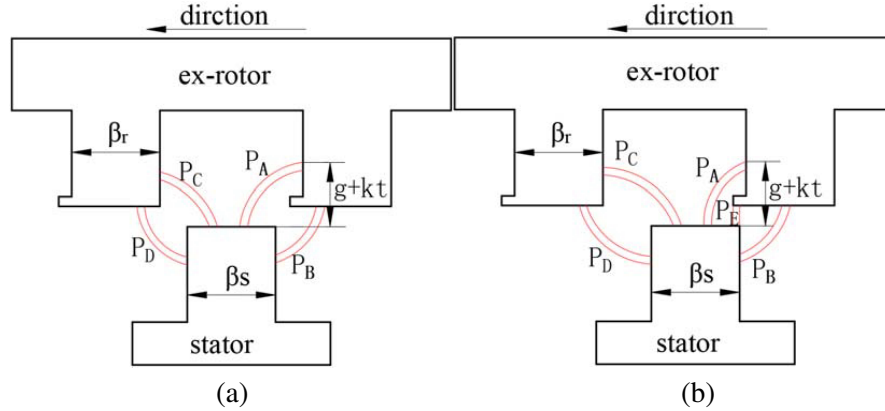 dirction
dirction
ex-rotor
ex-rotor
βr
βr
PC
PA
PC
PA
g+kt
g+kt
PE
PD
PB
PD
PB
βs
βs
stator
stator
(a)
(b)